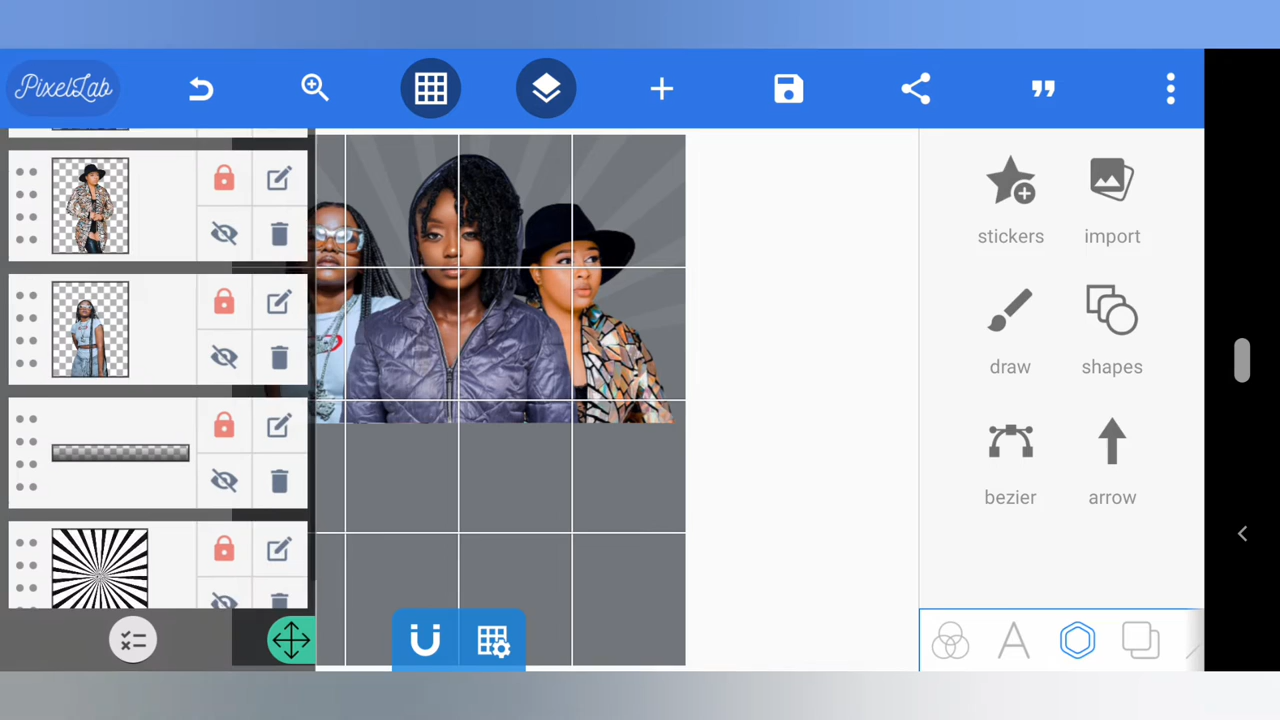 PixelLab
stickers
import
draw
shapes
bezier
arrow